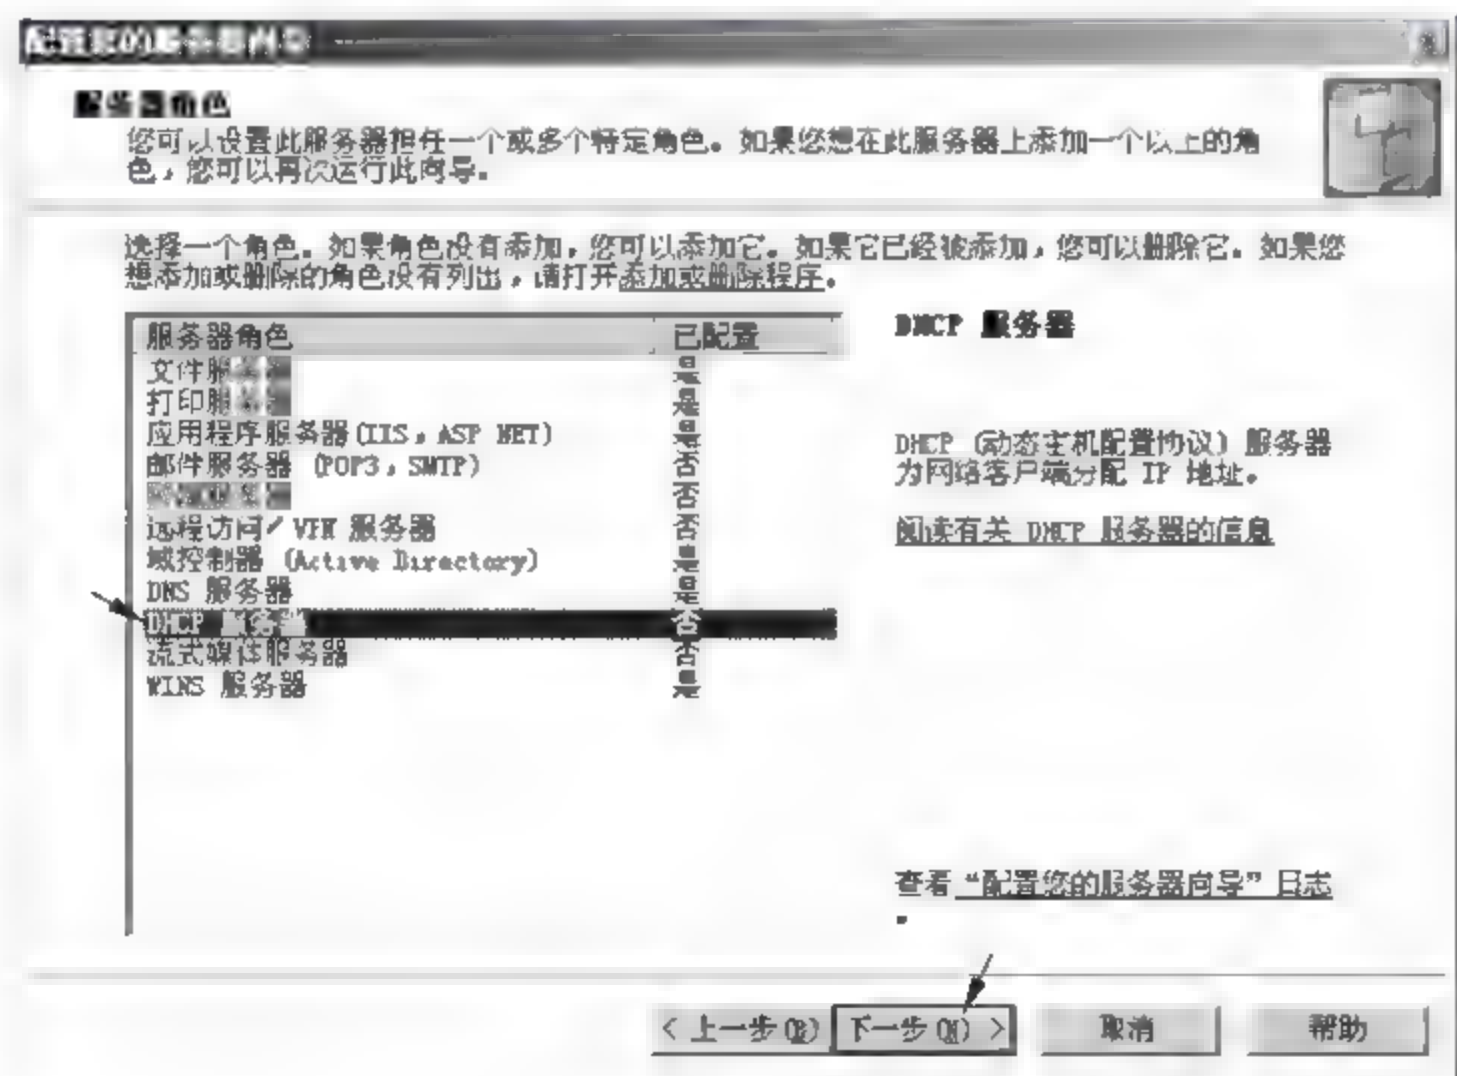 配置您的服务器向导
服务器角色
您可以设置此服务器担任一个或多个特定角色。如果您想在此服务器上添加一个以上的角
色，您可以再次运行此向导。
选择一个角色。如果角色没有添加，您可以添加它。如果它已经被添加，您可以删除它。如果您
想添加或删除的角色没有列出，请打开添加或删除程序。
服务器角色 已配置
文件服务器 是
打印服务器 是
应用程序服务器(IIS，ASP NET) 是
邮件服务器 (POP3，SMTP) 否
否
远程访问/VPN 服务器 否
域控制器 (Active Directory) 是
DNS 服务器 是
DHCP 服务器 否
流式媒体服务器 否
WINS 服务器 是
DHCP 服务器
DHCP (动态主机配置协议) 服务器
为网络客户端分配 IP 地址。
阅读有关 DHCP 服务器的信息
查看“配置您的服务器向导”日志
。
< 上一步(B) 下一步(N) > 取消 帮助